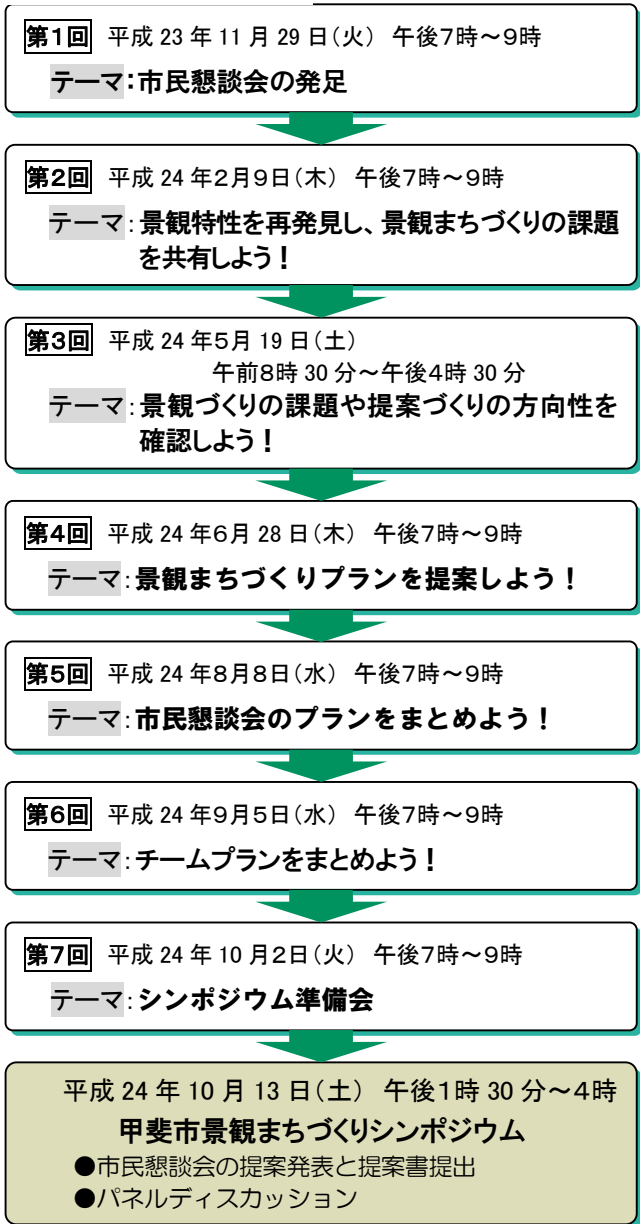 第1回 平成 23 年 11 月 29 日(火) 午後7時～9時
テーマ:市民懇談会の発足
第2回 平成 24 年2月9日(木) 午後7時～9時
テーマ:景観特性を再発見し、景観まちづくりの課題
を共有しよう！
第3回 平成 24 年5月 19 日(土)
午前8時 30 分～午後4時 30 分
テーマ:景観づくりの課題や提案づくりの方向性を
確認しよう！
第4回 平成 24 年6月 28 日(木) 午後7時～9時
テーマ:景観まちづくりプランを提案しよう！
第5回 平成 24 年8月8日(水) 午後7時～9時
テーマ:市民懇談会のプランをまとめよう！
第6回 平成 24 年9月5日(水) 午後7時～9時
テーマ:チームプランをまとめよう！
第7回 平成 24 年 10 月2日(火) 午後7時～9時
テーマ:シンポジウム準備会
平成 24 年 10 月 13 日(土) 午後1時 30 分～4時
甲斐市景観まちづくりシンポジウム
●市民懇談会の提案発表と提案書提出
●パネルディスカッション